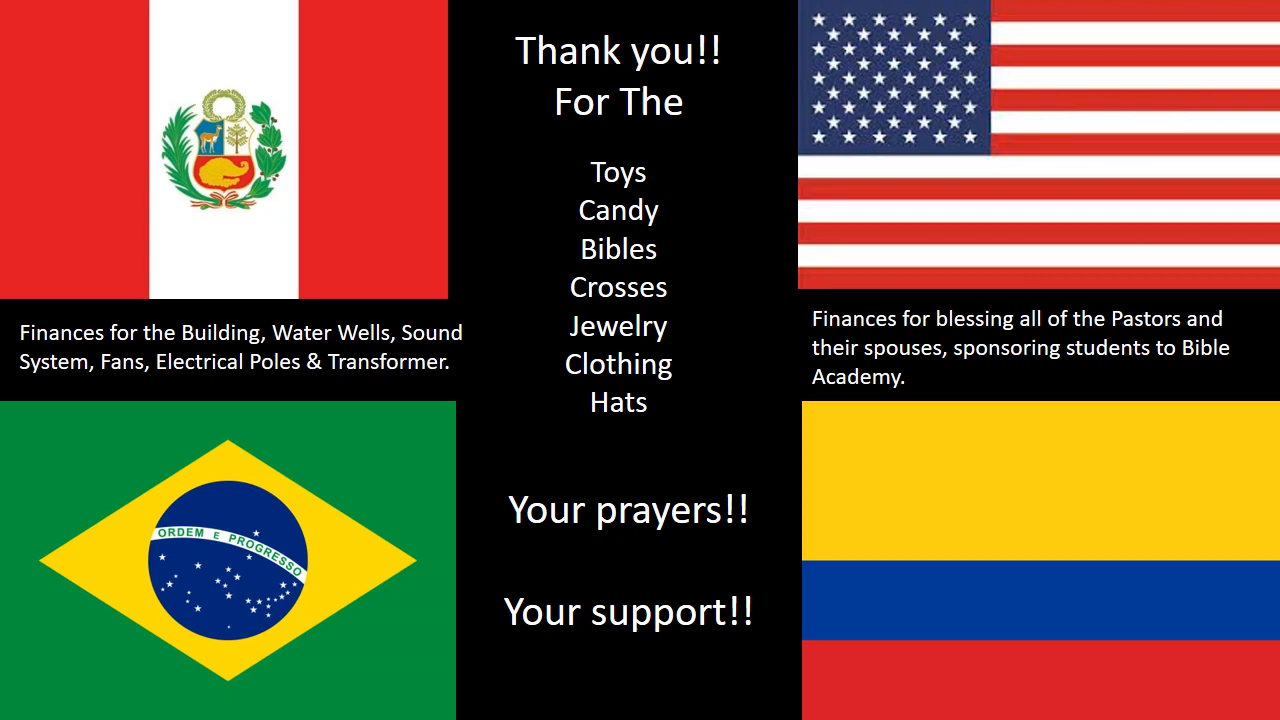 Thank you!!
For The
Toys
Candy
Bibles
Crosses
Jewelry
Clothing
Hats
Your prayers!!
Your support!!
Finances for the Building, Water Wells, Sound
System, Fans, Electrical Poles & Transformer.
Finances for blessing all of the Pastors and
their spouses, sponsoring students to Bible
Academy.
ORDEM E PROGRESSO